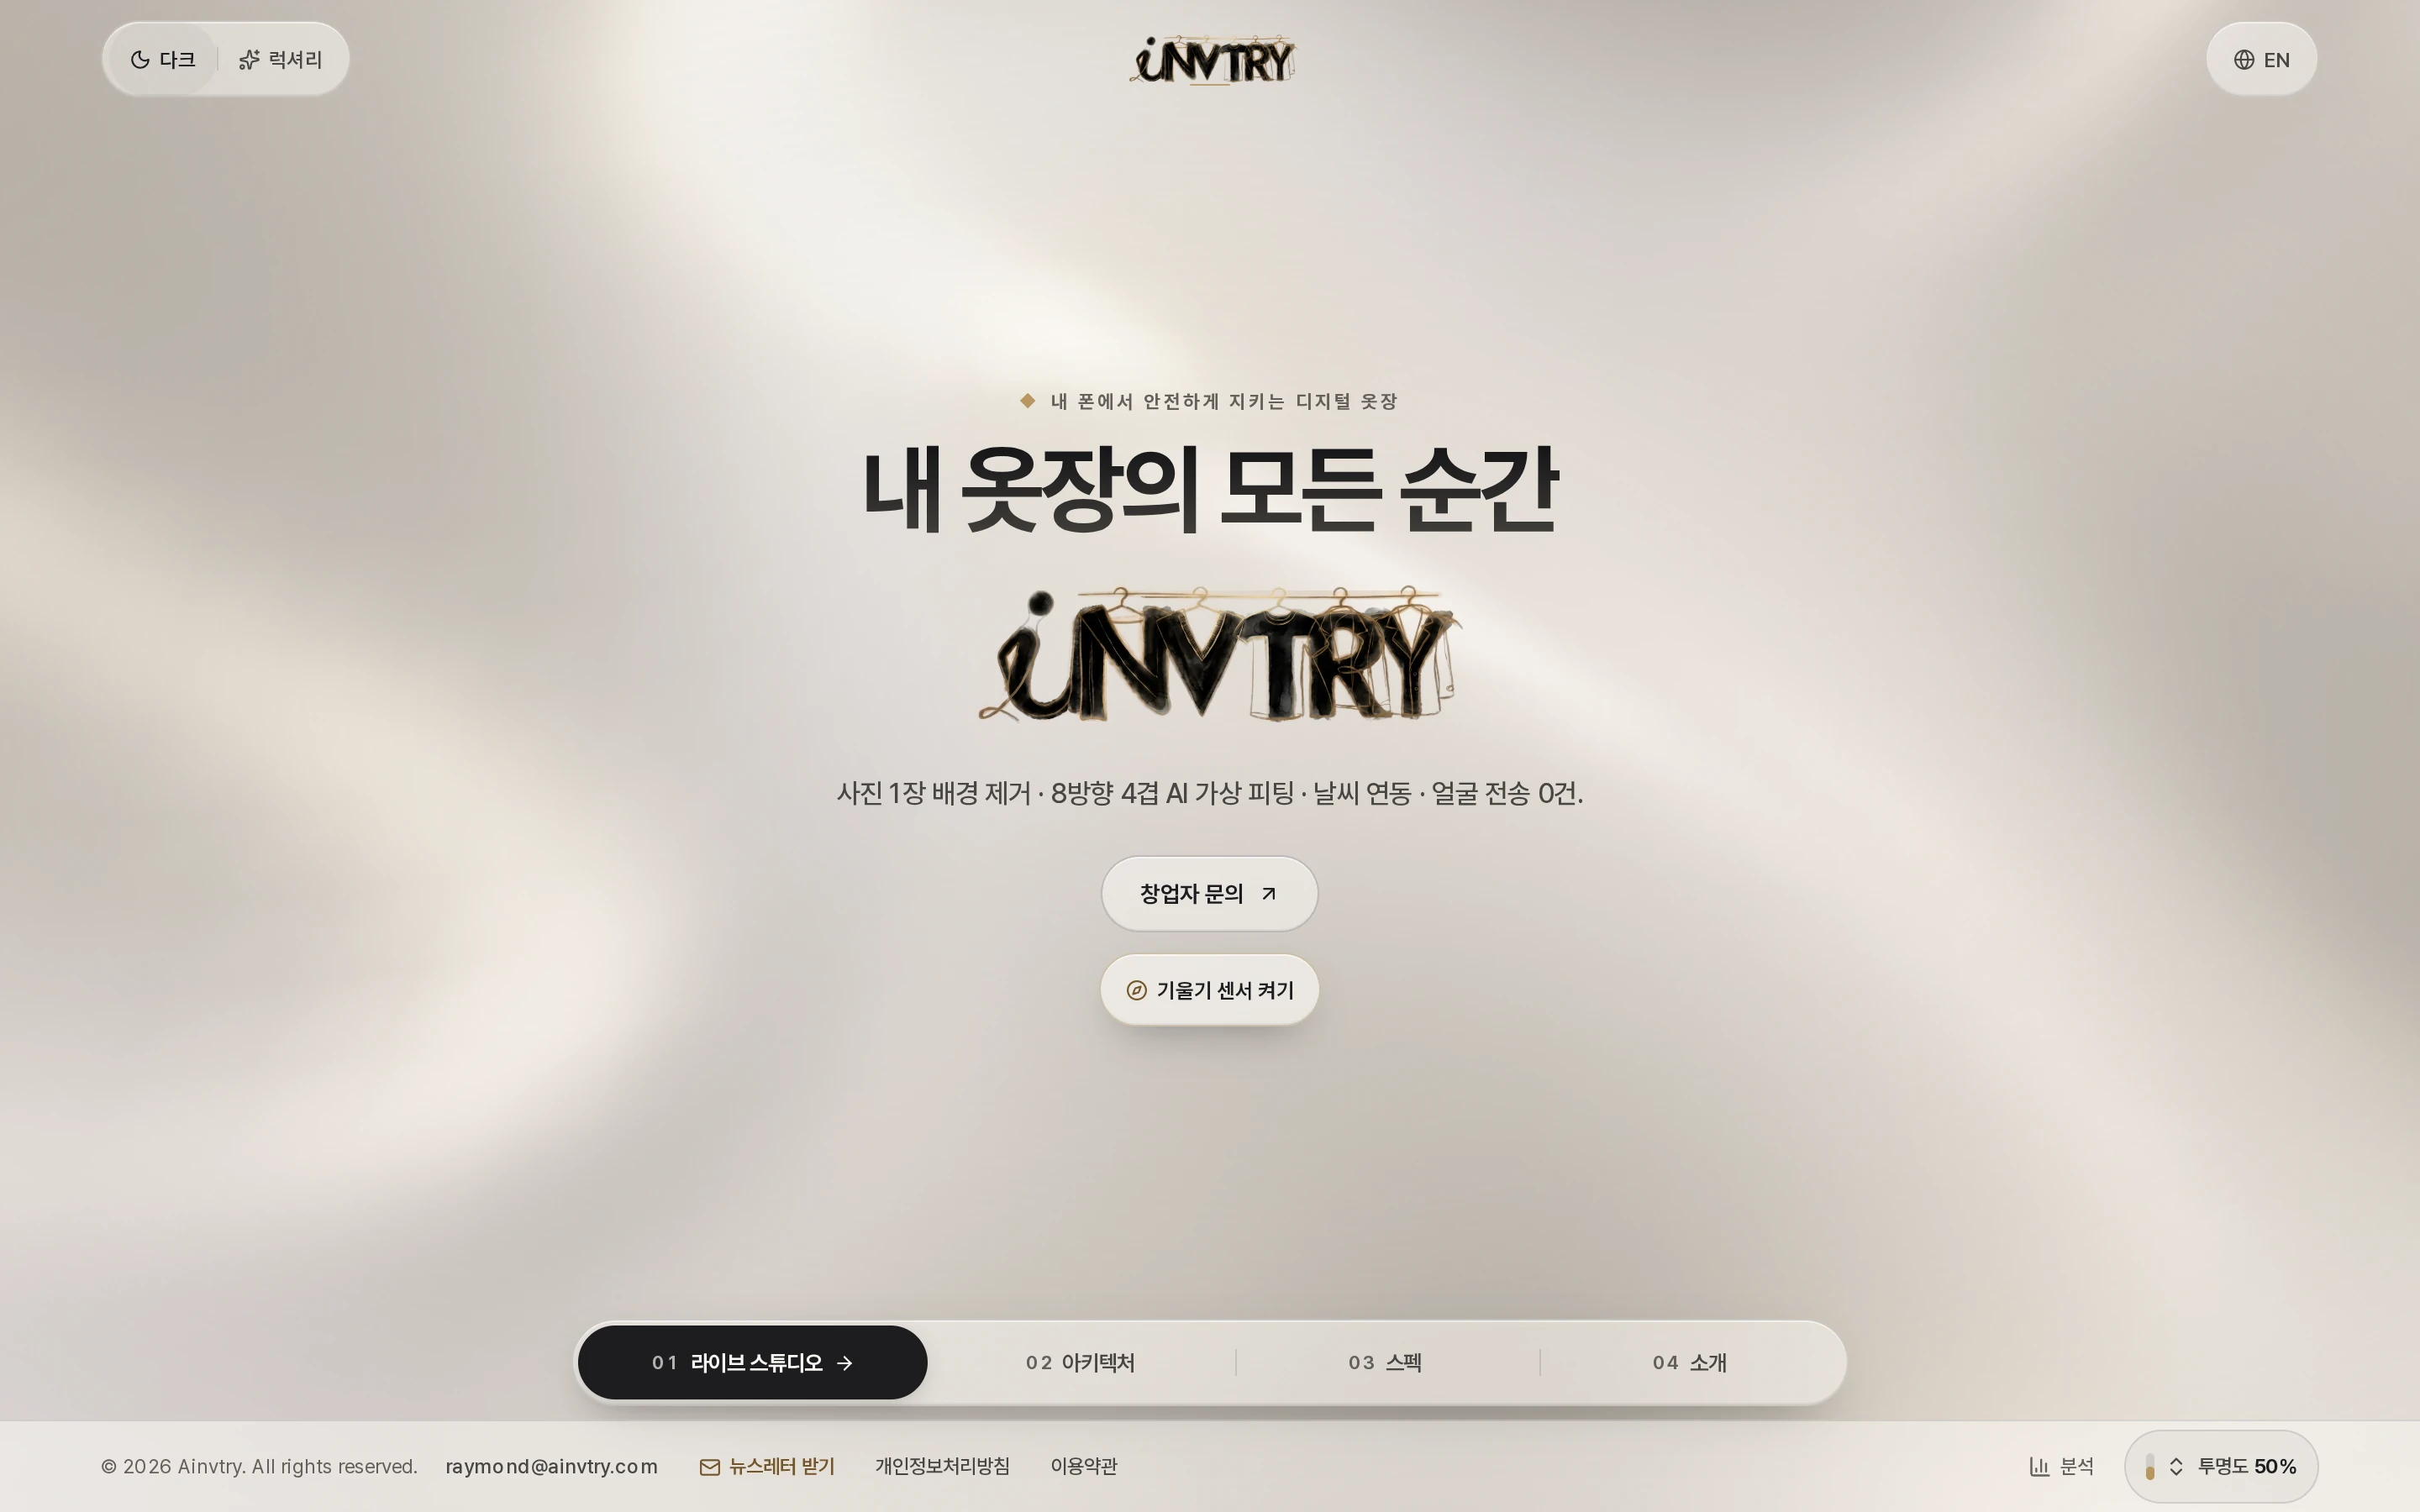 다크
럭셔리
iNVTRY
EN
내 폰에서 안전하게 지키는 디지털 옷장
내 옷장의 모든 순간
iNVTRY
사진 1장 배경 제거 · 8방향 4겹 AI 가상 피팅 · 날씨 연동 · 얼굴 전송 0건.
창업자 문의
기울기 센서 켜기
01 라이브 스튜디오
02 아키텍처
03 스펙
04 소개
© 2026 Ainvtry. All rights reserved.
raymond@ainvtry.com
뉴스레터 받기
개인정보처리방침
이용약관
분석
투명도 50%